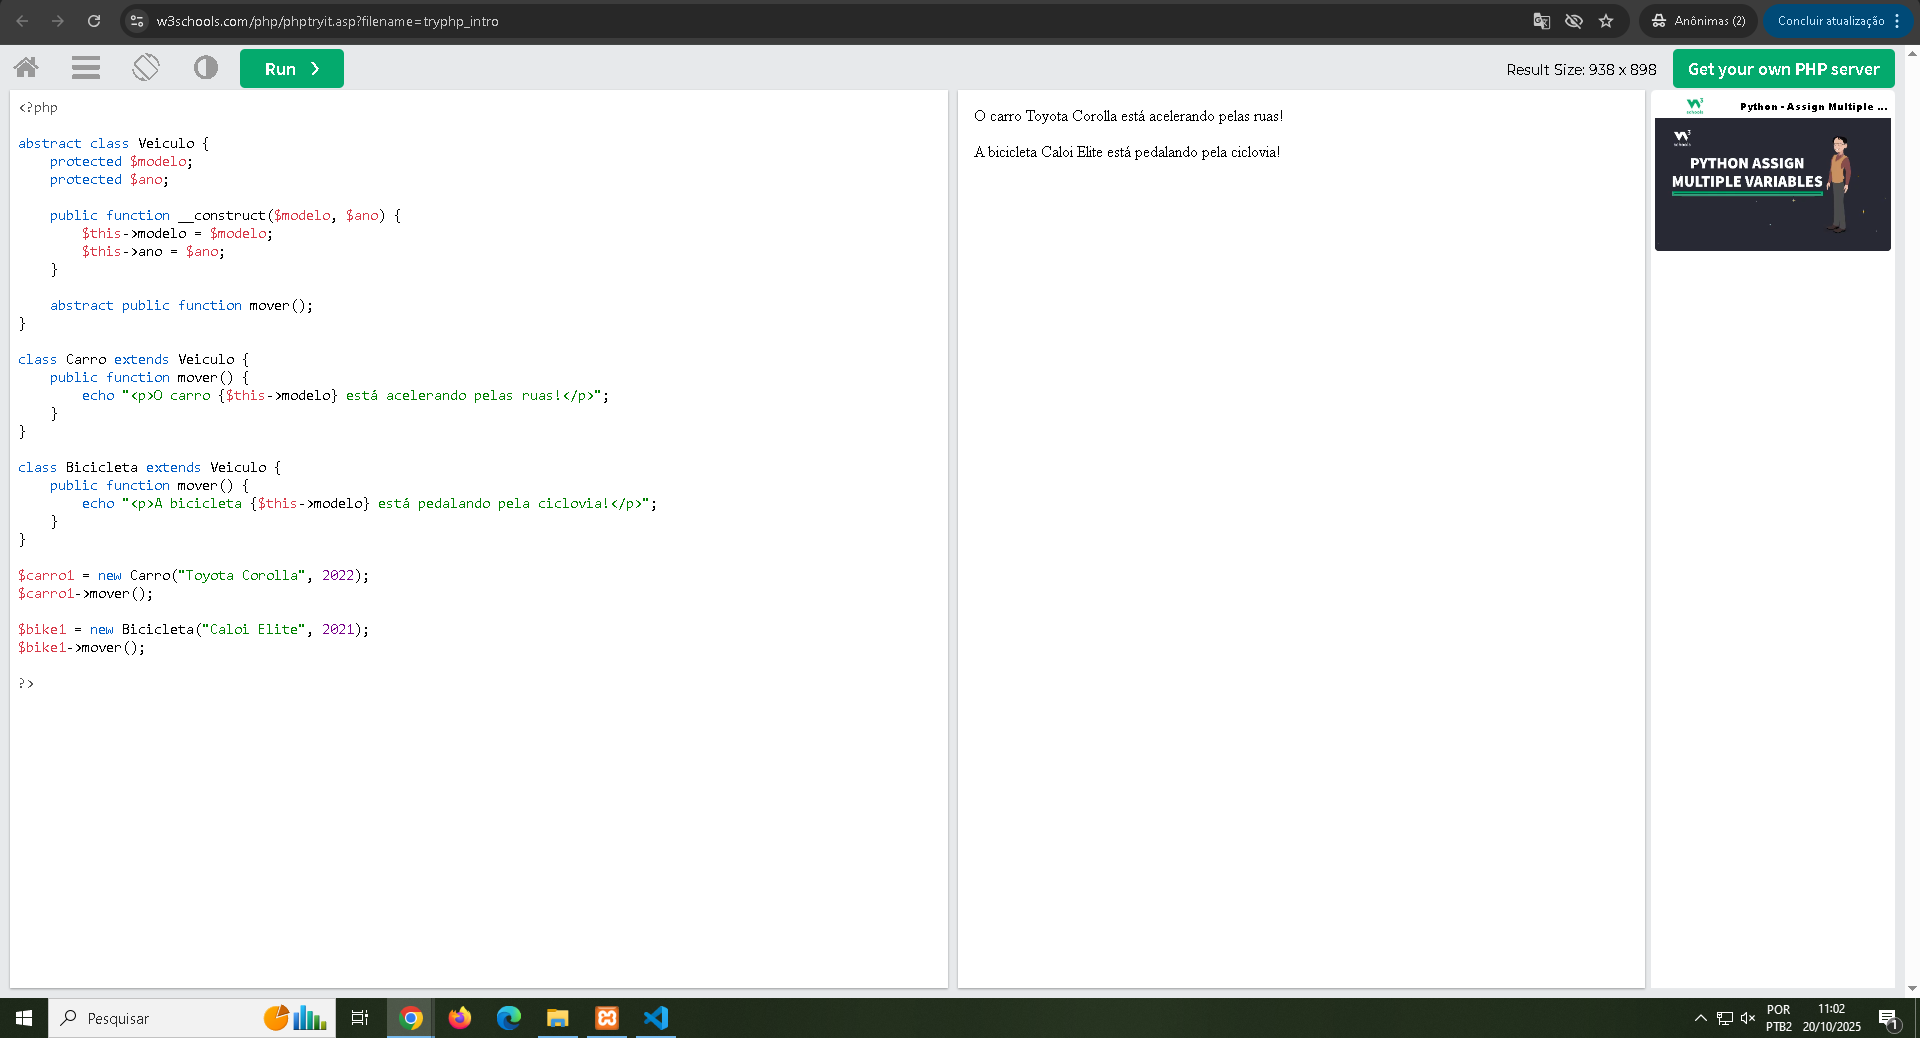 w3schools.com/php/phptryit.asp?filename=tryphp_intro
Anônimas (2)
Concluir atualização
Run
Result Size: 938 x 898
Get your own PHP server
<?php
abstract class Veiculo {
    protected $modelo;
    protected $ano;
    public function __construct($modelo, $ano) {
        $this->modelo = $modelo;
        $this->ano = $ano;
    }
    abstract public function mover();
}
class Carro extends Veiculo {
    public function mover() {
        echo "<p>O carro {$this->modelo} está acelerando pelas ruas!</p>";
    }
}
class Bicicleta extends Veiculo {
    public function mover() {
        echo "<p>A bicicleta {$this->modelo} está pedalando pela ciclovia!</p>";
    }
}
$carro1 = new Carro("Toyota Corolla", 2022);
$carro1->mover();
$bike1 = new Bicicleta("Caloi Elite", 2021);
$bike1->mover();
?>
O carro Toyota Corolla está acelerando pelas ruas!
A bicicleta Caloi Elite está pedalando pela ciclovia!
W3
schools
Python - Assign Multiple ...
W3
schools
PYTHON ASSIGN
MULTIPLE VARIABLES
Pesquisar
POR
PTB2
11:02
20/10/2025
1